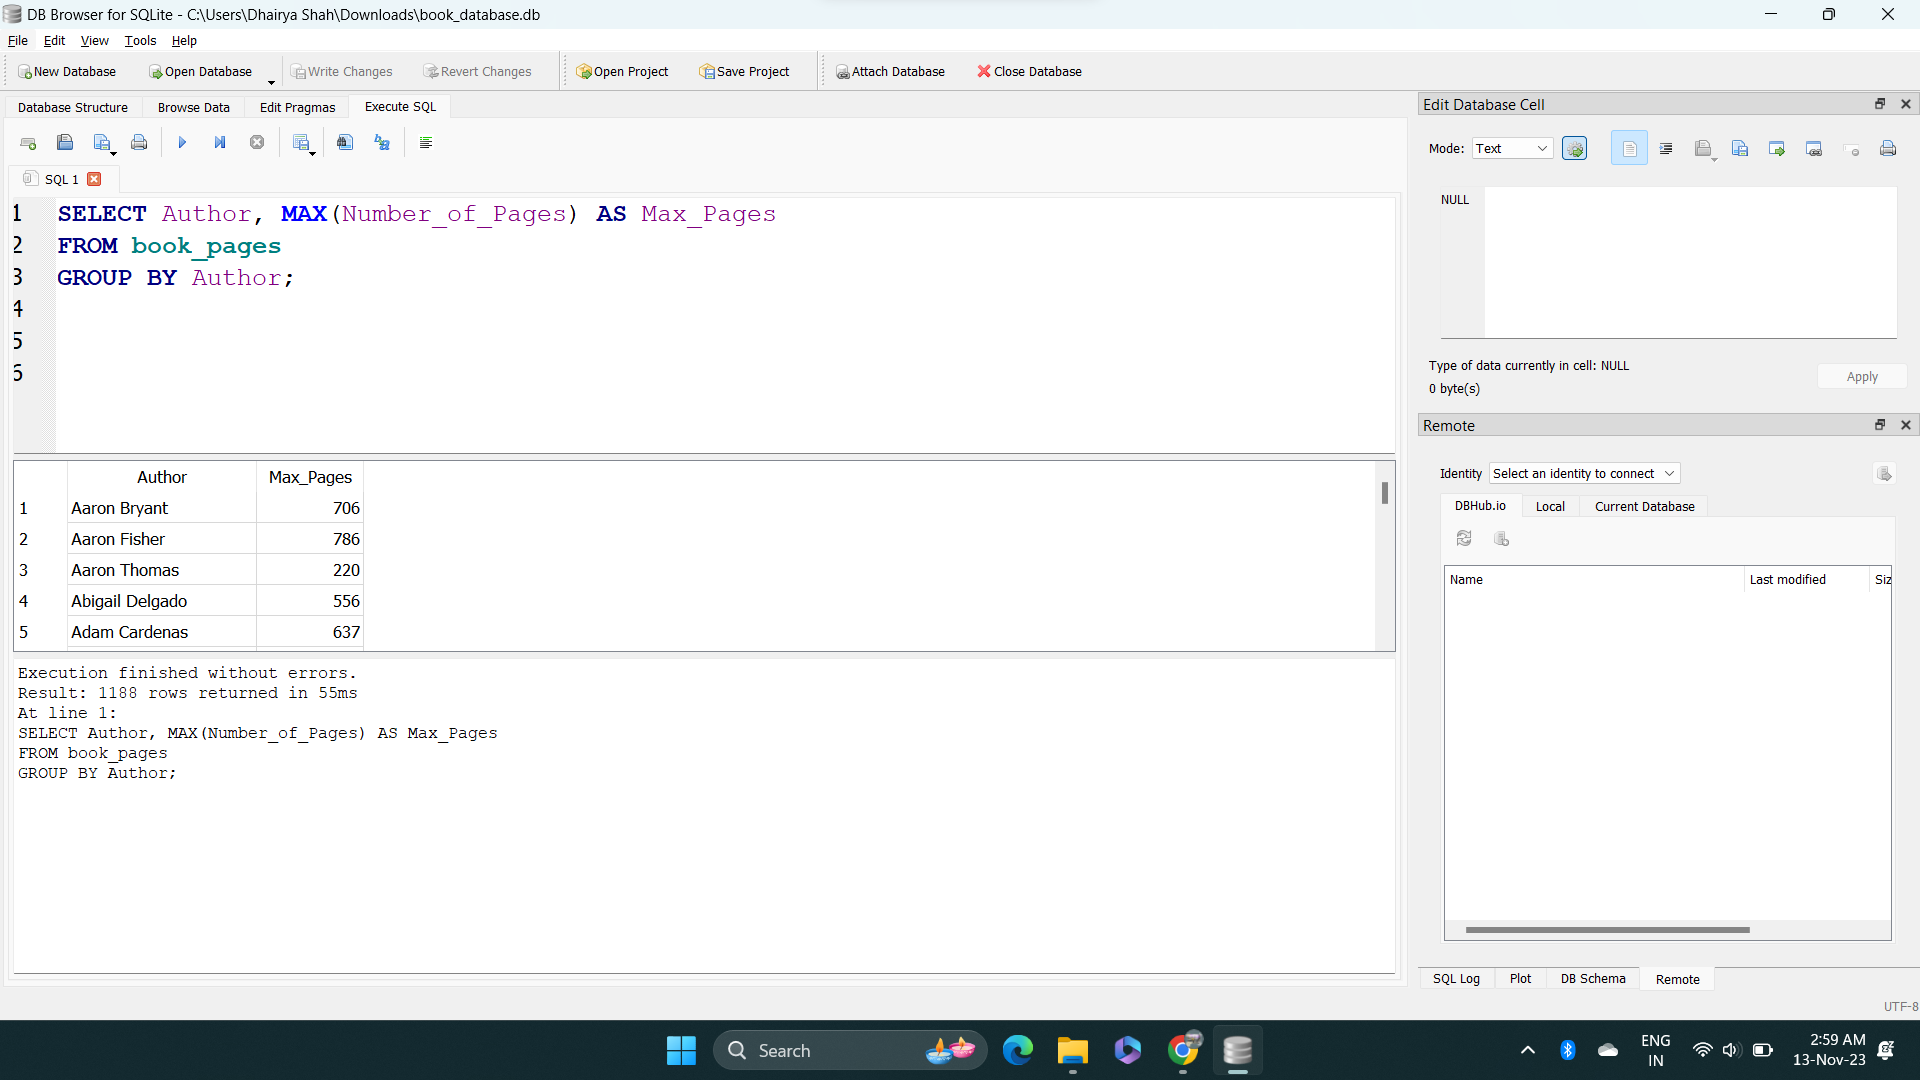 DB Browser for SQLite - C:\Users\Dhairya Shah\Downloads\book_database.db
File Edit View Tools Help
New Database Open Database Write Changes Revert Changes Open Project Save Project Attach Database Close Database
Database Structure Browse Data Edit Pragmas Execute SQL
SQL 1
1 SELECT Author, MAX(Number_of_Pages) AS Max_Pages
2 FROM book_pages
3 GROUP BY Author;
4
5
6
Author Max_Pages
1 Aaron Bryant 706
2 Aaron Fisher 786
3 Aaron Thomas 220
4 Abigail Delgado 556
5 Adam Cardenas 637
Execution finished without errors.
Result: 1188 rows returned in 55ms
At line 1:
SELECT Author, MAX(Number_of_Pages) AS Max_Pages
FROM book_pages
GROUP BY Author;
Edit Database Cell
Mode: Text
NULL
Type of data currently in cell: NULL
0 byte(s)
Apply
Remote
Identity Select an identity to connect
DBHub.io Local Current Database
Name Last modified Siz
SQL Log Plot DB Schema Remote
UTF-8
Search
ENG
IN
2:59 AM
13-Nov-23